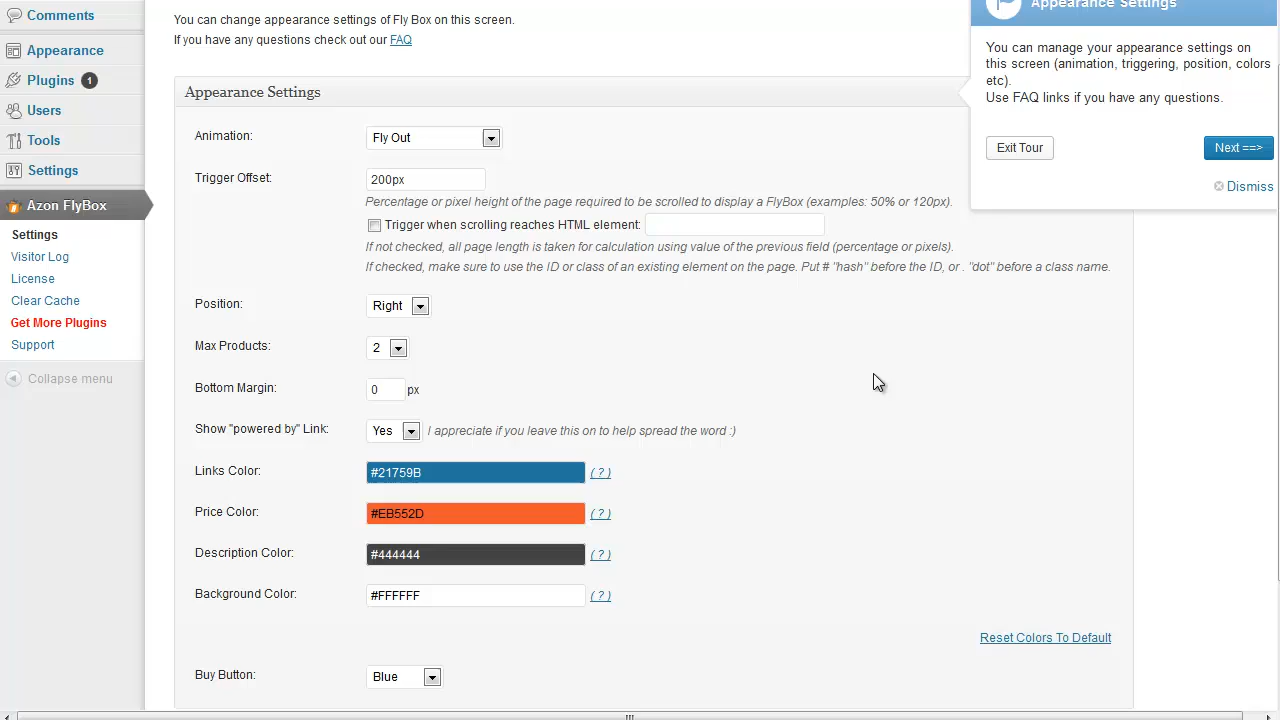 Comments
Appearance
Plugins 1
Users
Tools
Settings
Azon FlyBox
Settings
Visitor Log
License
Clear Cache
Get More Plugins
Support
Collapse menu
You can change appearance settings of Fly Box on this screen.
If you have any questions check out our FAQ
Appearance Settings
Animation: Fly Out
Trigger Offset: 200px
Percentage or pixel height of the page required to be scrolled to display a FlyBox (examples: 50% or 120px).
Trigger when scrolling reaches HTML element:
If not checked, all page length is taken for calculation using value of the previous field (percentage or pixels).
If checked, make sure to use the ID or class of an existing element on the page. Put # "hash" before the ID, or . "dot" before a class name.
Position: Right
Max Products: 2
Bottom Margin: 0 px
Show "powered by" Link: Yes I appreciate if you leave this on to help spread the word :)
Links Color: #21759B ( ? )
Price Color: #EB552D ( ? )
Description Color: #444444 ( ? )
Background Color: #FFFFFF ( ? )
Reset Colors To Default
Buy Button: Blue
Appearance Settings
You can manage your appearance settings on
this screen (animation, triggering, position, colors
etc).
Use FAQ links if you have any questions.
Exit Tour
Next ==>
Dismiss